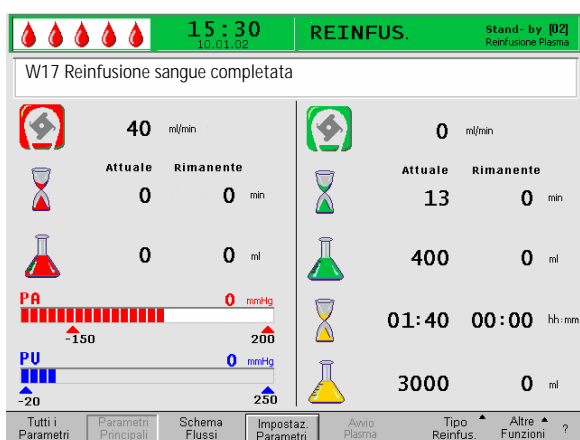 15:30
10.01.02
REINFUS.
Stand- by [02]
Reinfusione Plasma
W17 Reinfusione sangue completata
40 ml/min
0 ml/min
Attuale Rimanente
0 0 min
Attuale Rimanente
13 0 min
0 0 ml
400 0 ml
PA 0 mmHg
-150 200
01:40 00:00 hh:mm
PV 0 mmHg
-20 250
3000 0 ml
Tutti i Parametri
Parametri Principali
Schema Flussi
Impostaz. Parametri
Avvio Plasma
Tipo Reinfus.
Altre Funzioni
?